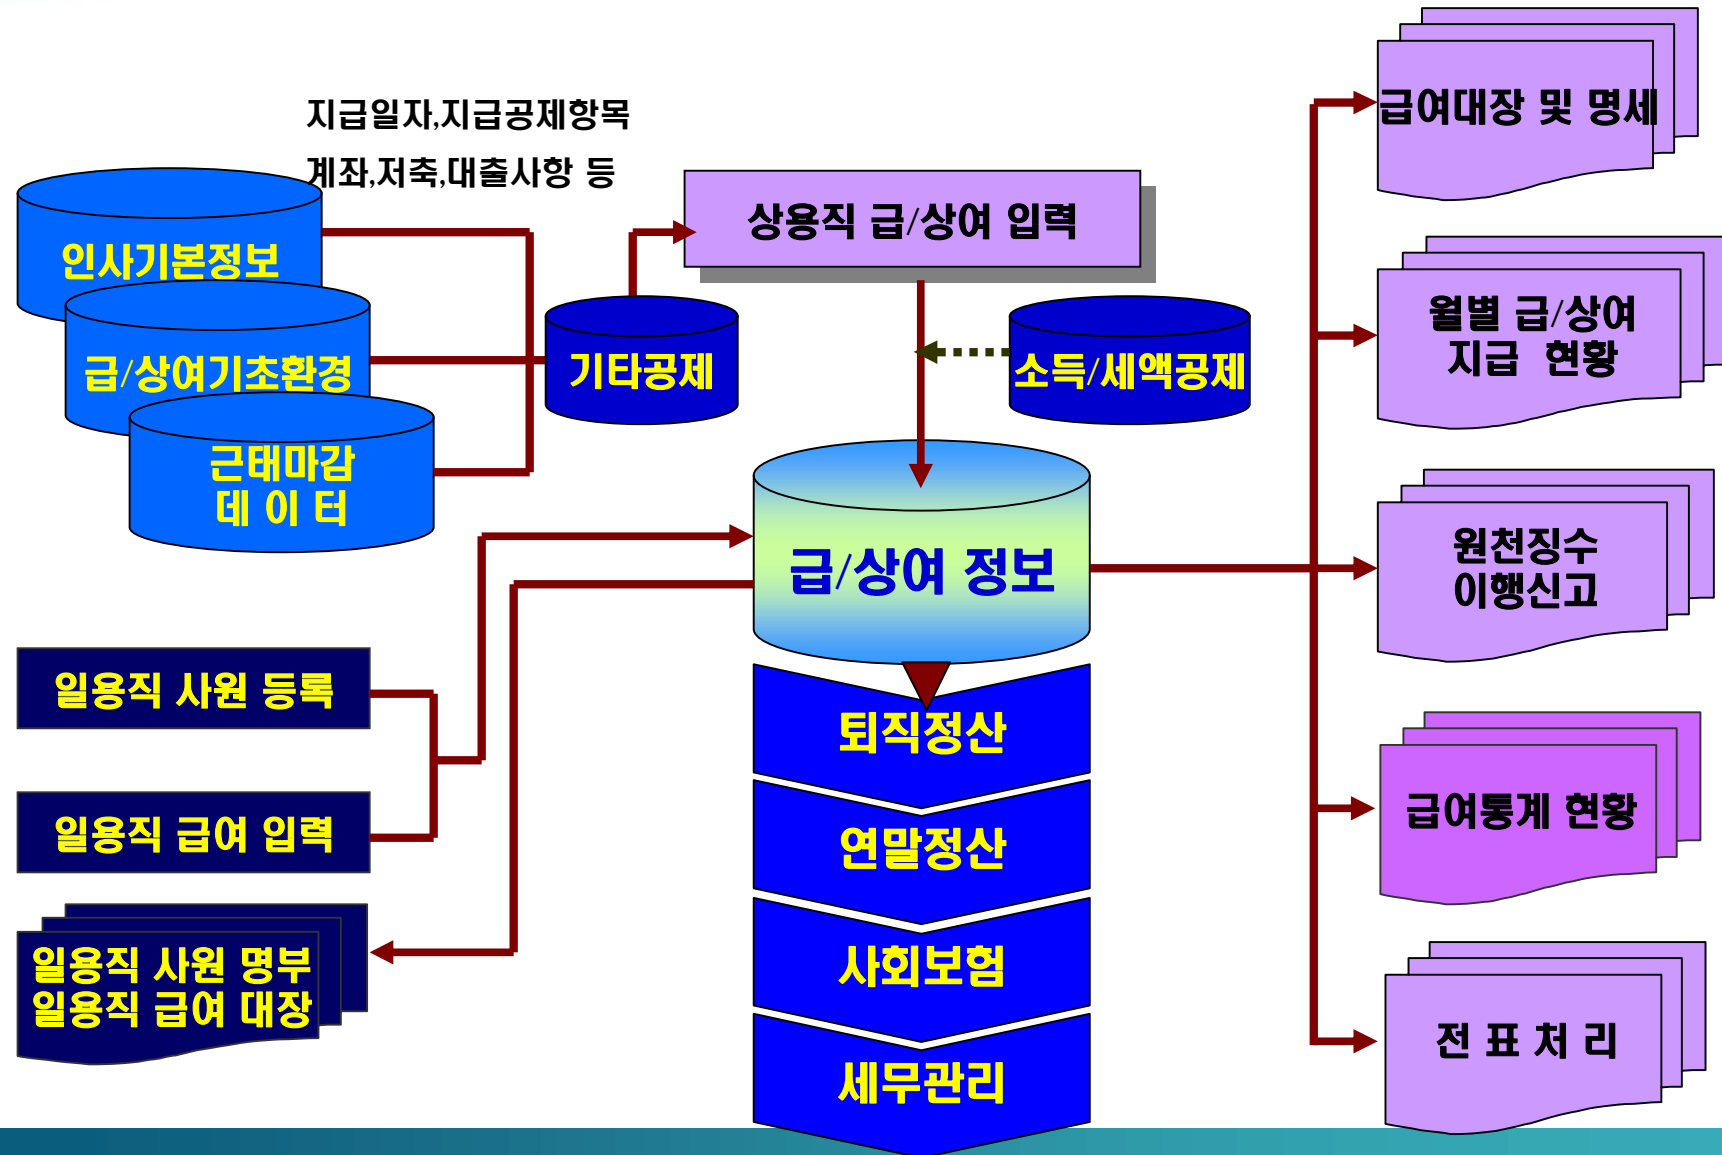 지급일자,지급공제항목
계좌,저축,대출사항 등
인사기본정보
급/상여기초환경
근태마감
데 이 터
기타공제
상용직 급/상여 입력
소득/세액공제
급/상여 정보
일용직 사원 등록
일용직 급여 입력
일용직 사원 명부
일용직 급여 대장
퇴직정산
연말정산
사회보험
세무관리
급여대장 및 명세
월별 급/상여
지급 현황
원천징수
이행신고
급여통계 현황
전 표 처 리